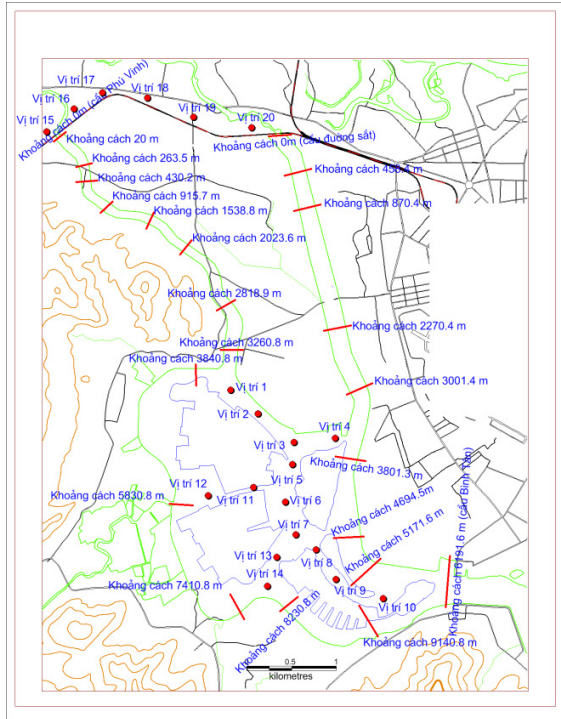 Vị trí 17
Vị trí 16
Vị trí 15
Khoảng cách 0m (cầu Phú Vinh)
Vị trí 18
Vị trí 19
Vị trí 20
Khoảng cách 0m (cầu đường sắt)
Khoảng cách 20 m
Khoảng cách 263.5 m
Khoảng cách 430.2 m
Khoảng cách 456.4 m
Khoảng cách 915.7 m
Khoảng cách 870.4 m
Khoảng cách 1538.8 m
Khoảng cách 2023.6 m
Khoảng cách 2818.9 m
Khoảng cách 2270.4 m
Khoảng cách 3260.8 m
Khoảng cách 3840.8 m
Khoảng cách 3001.4 m
Vị trí 1
Vị trí 2
Vị trí 3
Vị trí 4
Khoảng cách 3801.3 m
Vị trí 5
Vị trí 12
Vị trí 11
Khoảng cách 5830.8 m
Vị trí 6
Khoảng cách 4694.5m
Vị trí 7
Khoảng cách 5171.6 m
Khoảng cách 6191.6 m (cầu Bình Tân)
Vị trí 13
Vị trí 8
Vị trí 14
Vị trí 9
Vị trí 10
Khoảng cách 7410.8 m
Khoảng cách 8230.8 m
Khoảng cách 9140.8 m
0.5
1
kilometres